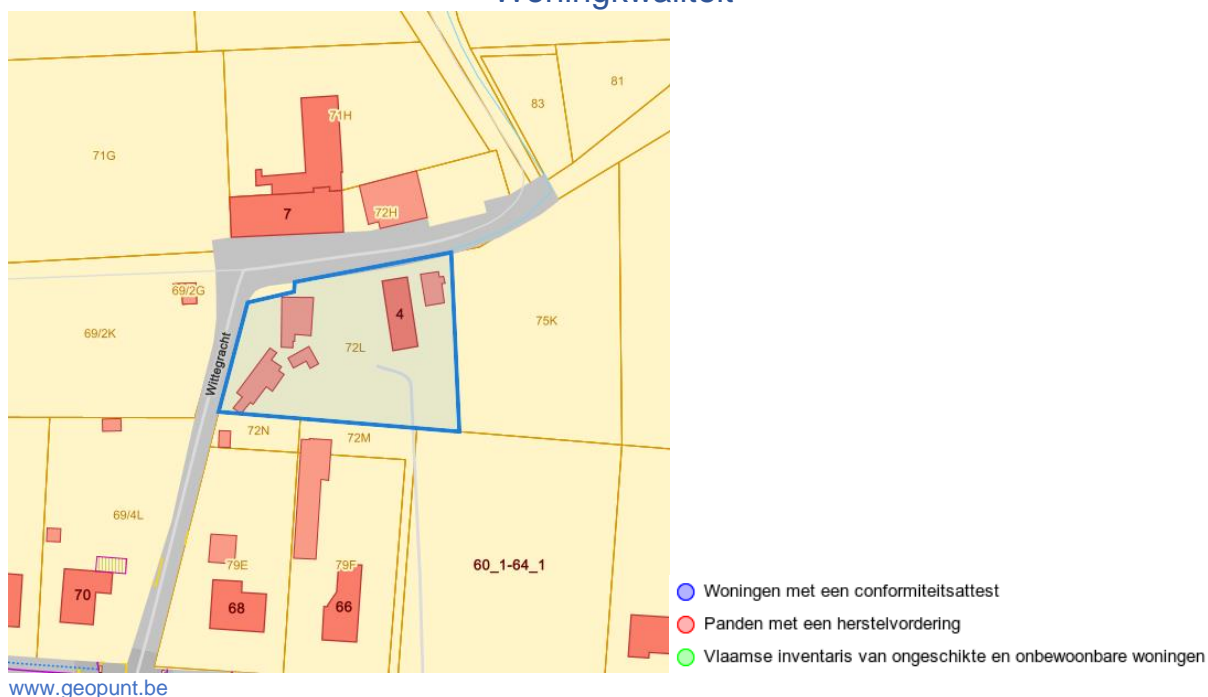 Woningkwaliteit
81
83
71H
71G
7
72H
69/2G
4
75K
69/2K
72L
Wittegracht
72N
72M
69/4L
79E
79F
60_1-64_1
70
68
66
Woningen met een conformiteitsattest
Panden met een herstelvordering
Vlaamse inventaris van ongeschikte en onbewoonbare woningen
www.geopunt.be